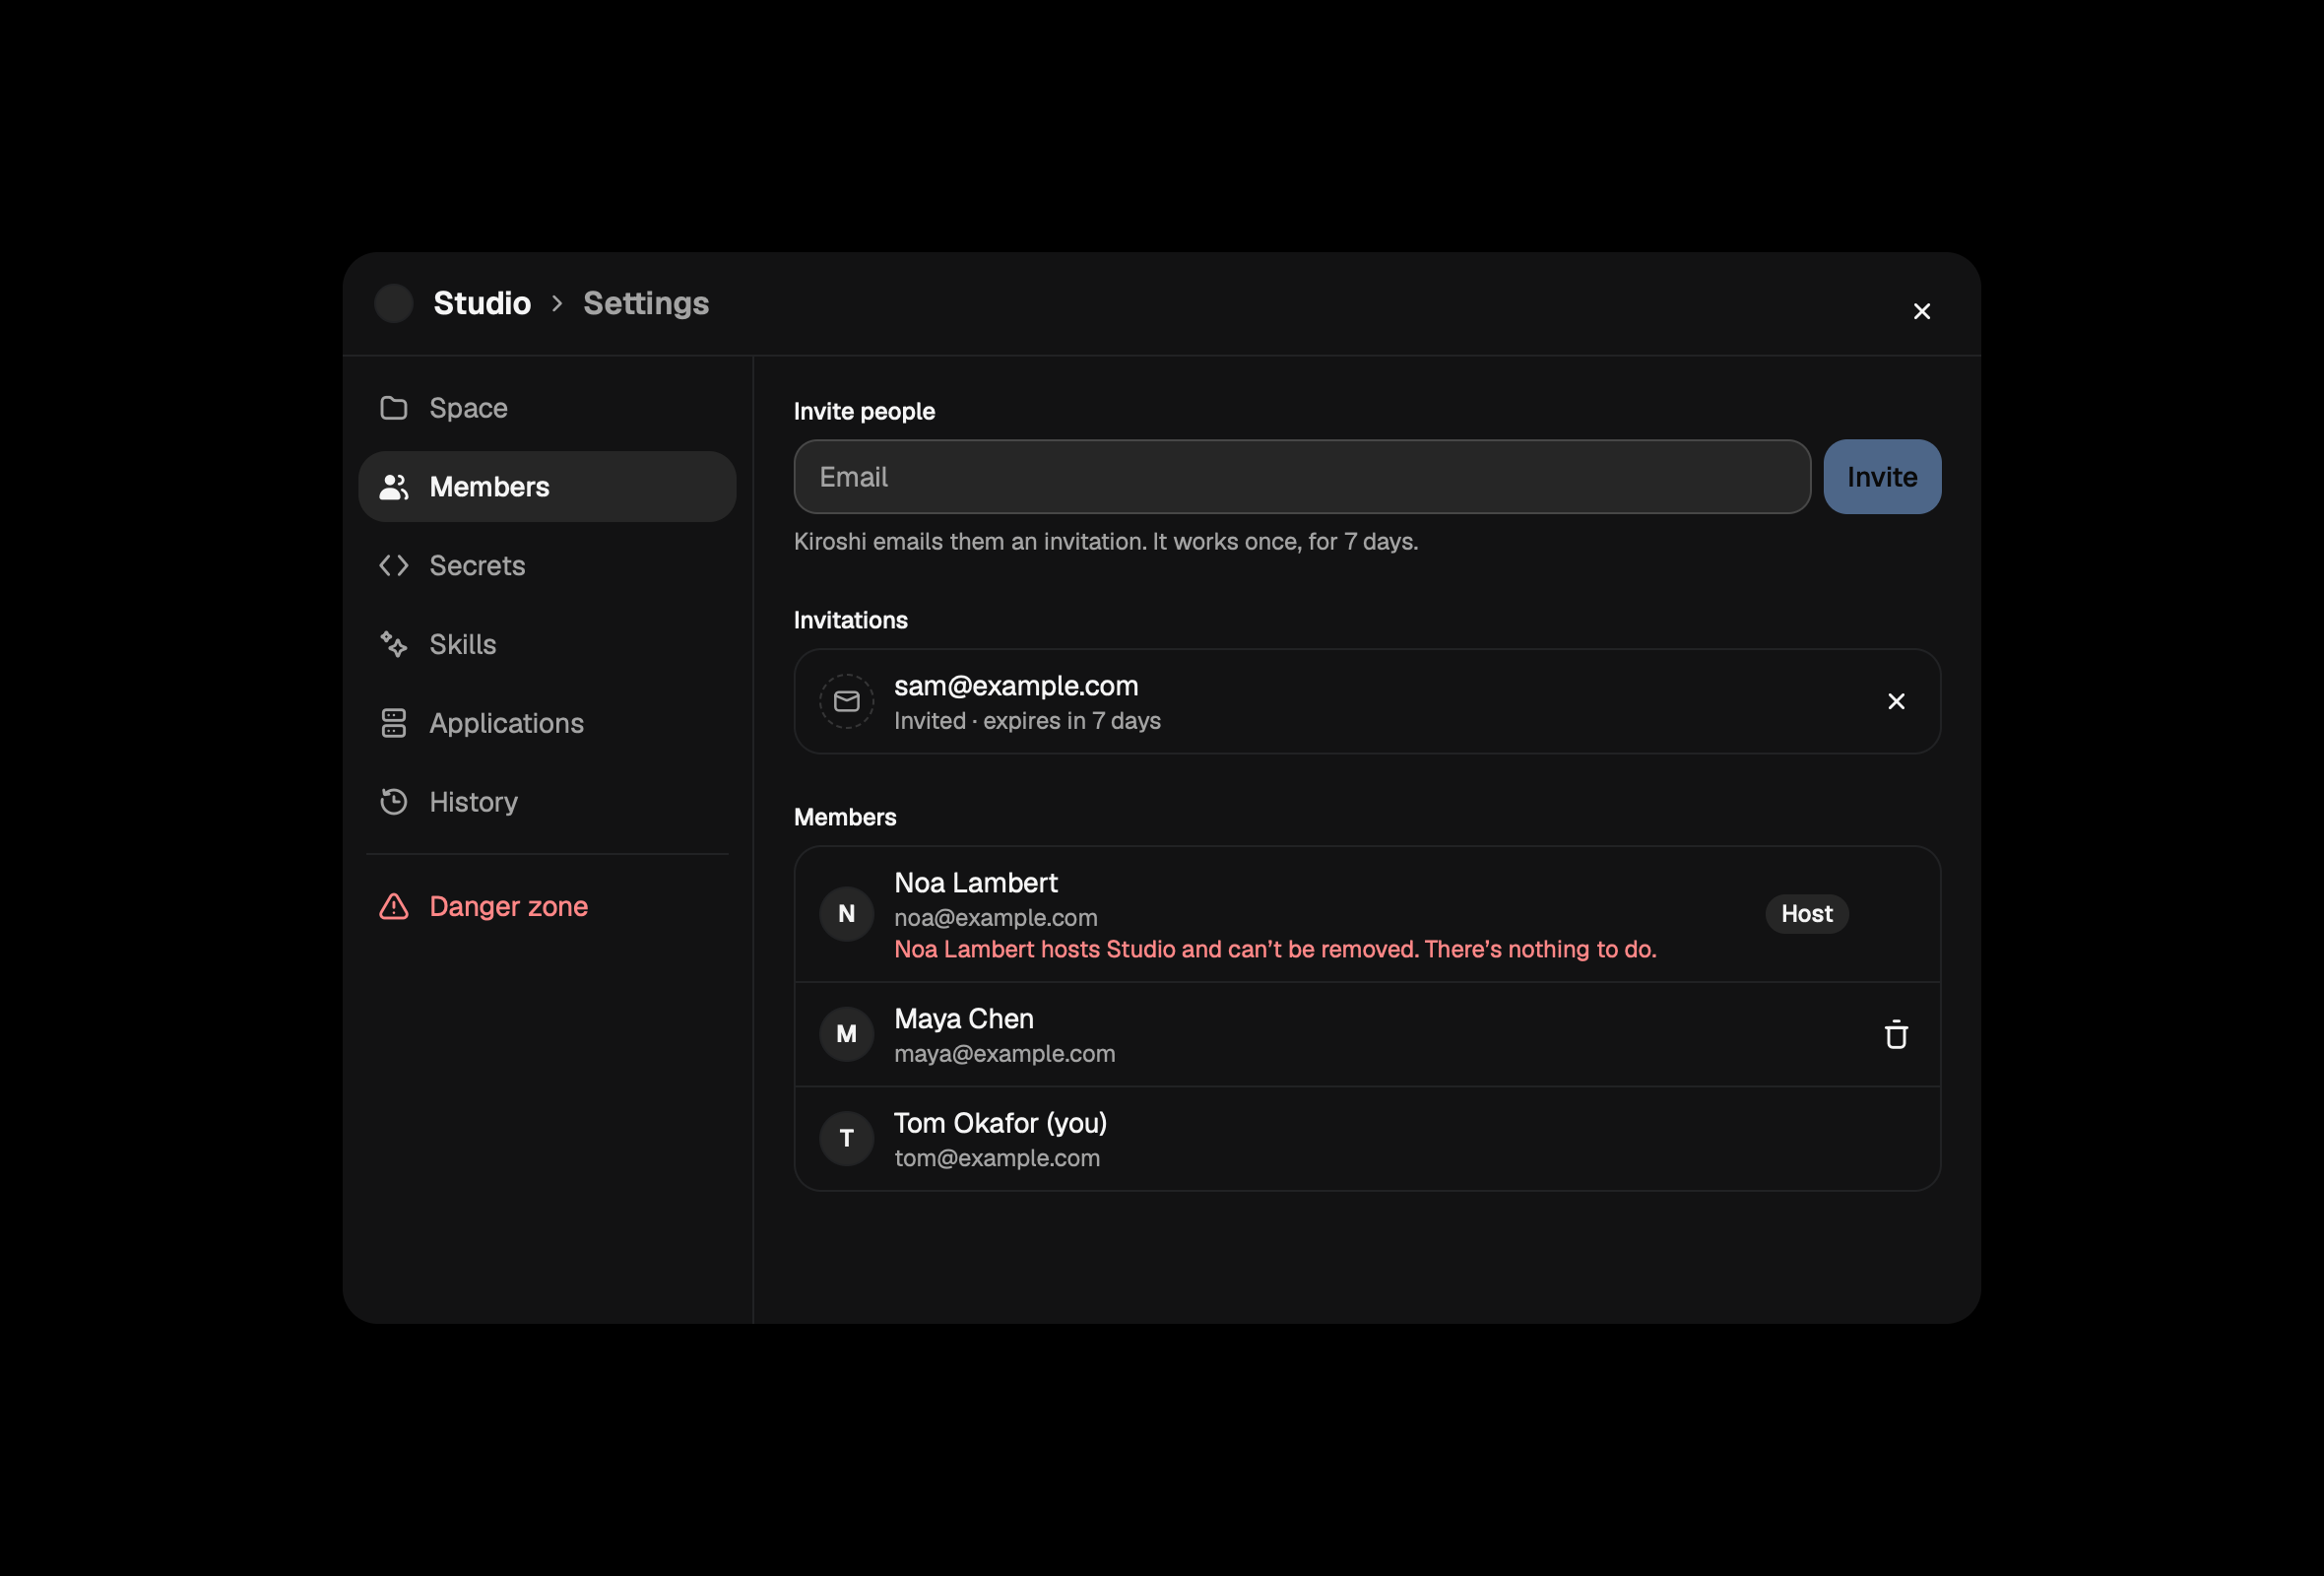 Studio > Settings
Space
Members
Secrets
Skills
Applications
History
Danger zone
Invite people
Email
Invite
Kiroshi emails them an invitation. It works once, for 7 days.
Invitations
sam@example.com
Invited · expires in 7 days
Members
N
Noa Lambert
noa@example.com
Noa Lambert hosts Studio and can’t be removed. There’s nothing to do.
Host
M
Maya Chen
maya@example.com
T
Tom Okafor (you)
tom@example.com